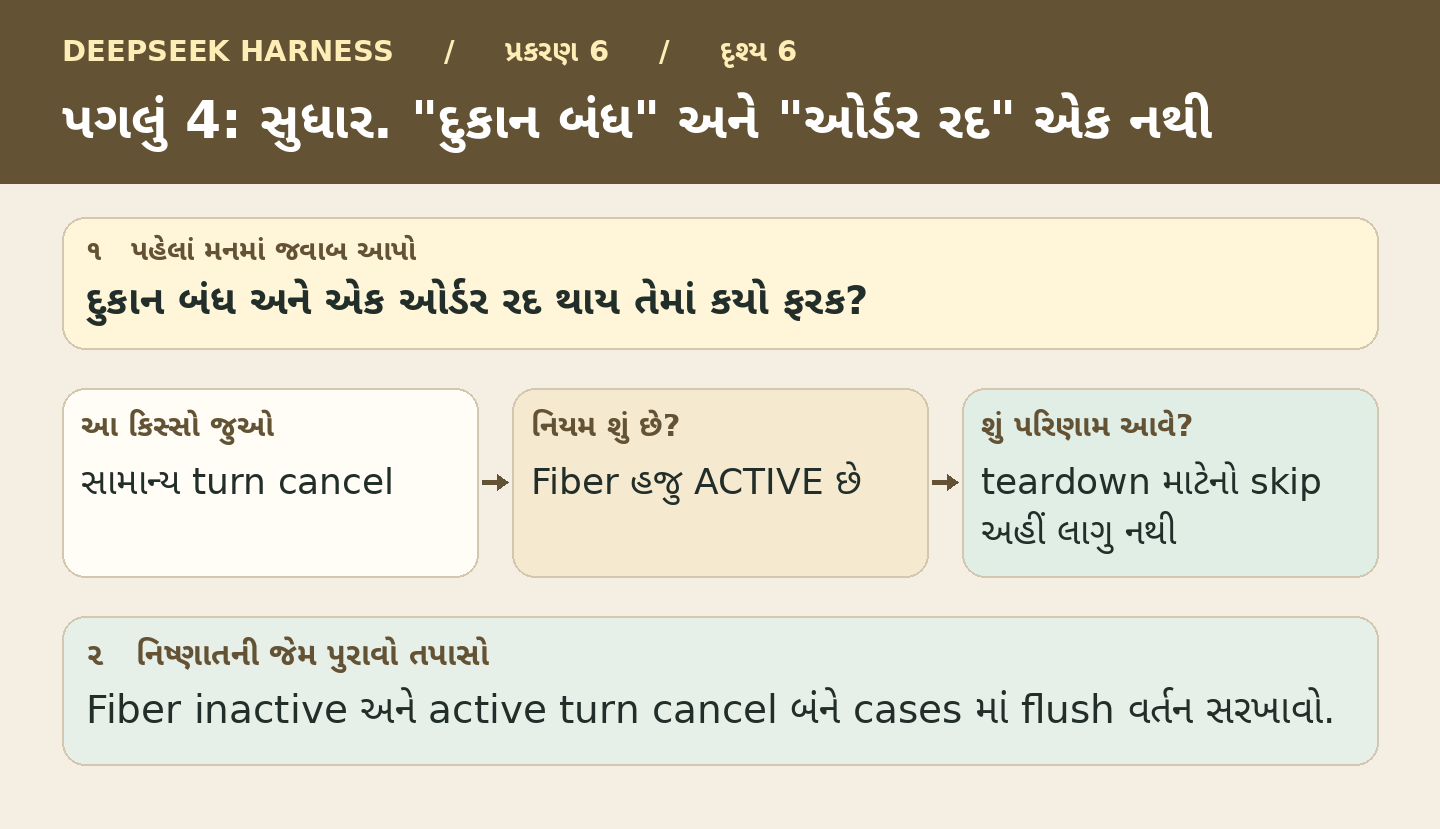 DEEPSEEK HARNESS / પ્રકરણ 6 / દૃશ્ય 6
પગલું 4: સુધાર. "દુકાન બંધ" અને "ઓર્ડર રદ" એક નથી
૧ પહેલાં મનમાં જવાબ આપો
દુકાન બંધ અને એક ઓર્ડર રદ થાય તેમાં કયો ફરક?
આ કિસ્સો જુઓ
સામાન્ય turn cancel
નિયમ શું છે?
Fiber હજુ ACTIVE છે
શું પરિણામ આવે?
teardown માટેનો skip
અહીં લાગુ નથી
૨ નિષ્ણાતની જેમ પુરાવો તપાસો
Fiber inactive અને active turn cancel બંને cases માં flush વર્તન સરખાવો.